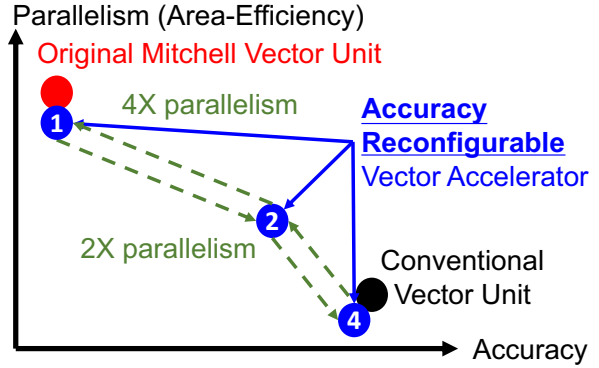 Parallelism (Area-Efficiency)
Original Mitchell Vector Unit
4X parallelism
1
Accuracy
Reconfigurable
Vector Accelerator
2
2X parallelism
Conventional
Vector Unit
4
Accuracy